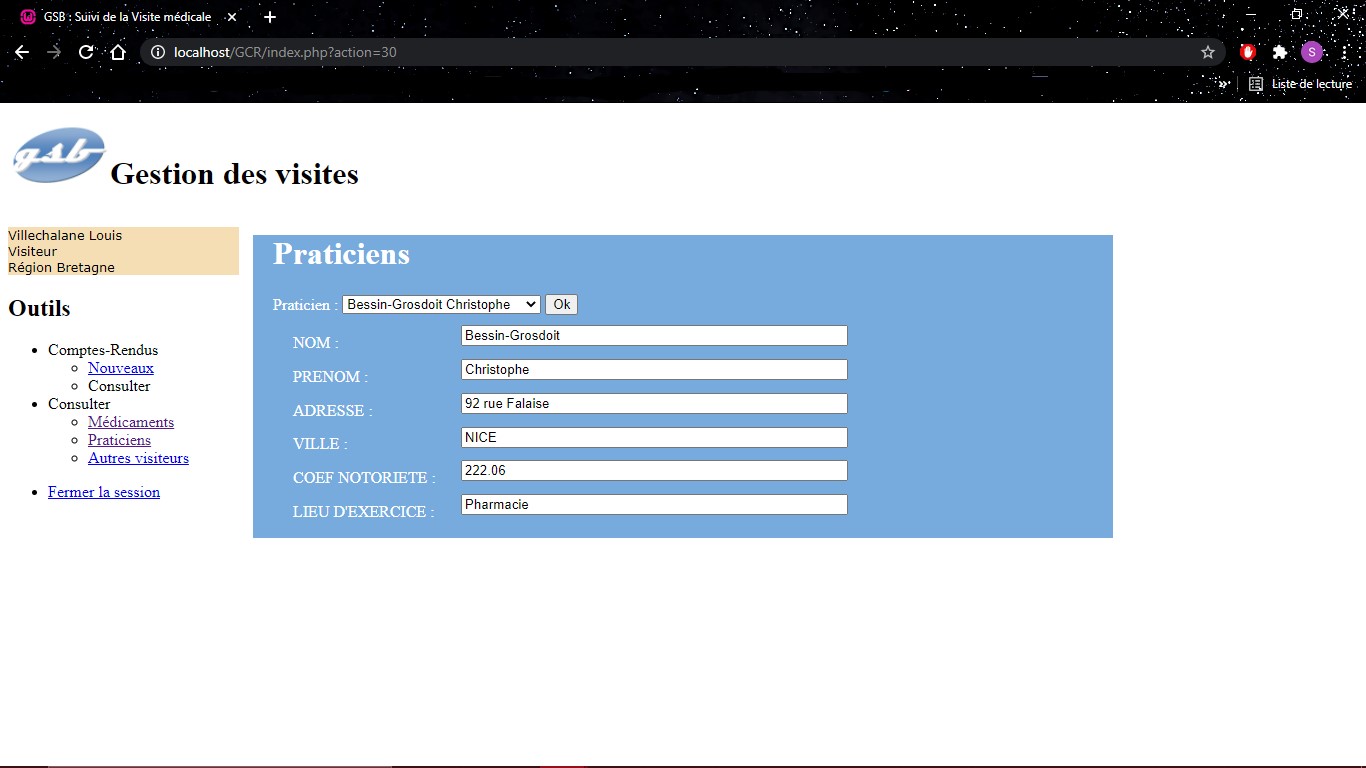 GSB : Suivi de la Visite médicale
localhost/GCR/index.php?action=30
S
Liste de lecture
gsb
Gestion des visites
Villechalane Louis
Visiteur
Région Bretagne
Outils
Comptes-Rendus
Nouveaux
Consulter
Consulter
Médicaments
Praticiens
Autres visiteurs
Fermer la session
Praticiens
Praticien : Bessin-Grosdoit Christophe Ok
NOM : Bessin-Grosdoit
PRENOM : Christophe
ADRESSE : 92 rue Falaise
VILLE : NICE
COEF NOTORIETE : 222.06
LIEU D'EXERCICE : Pharmacie